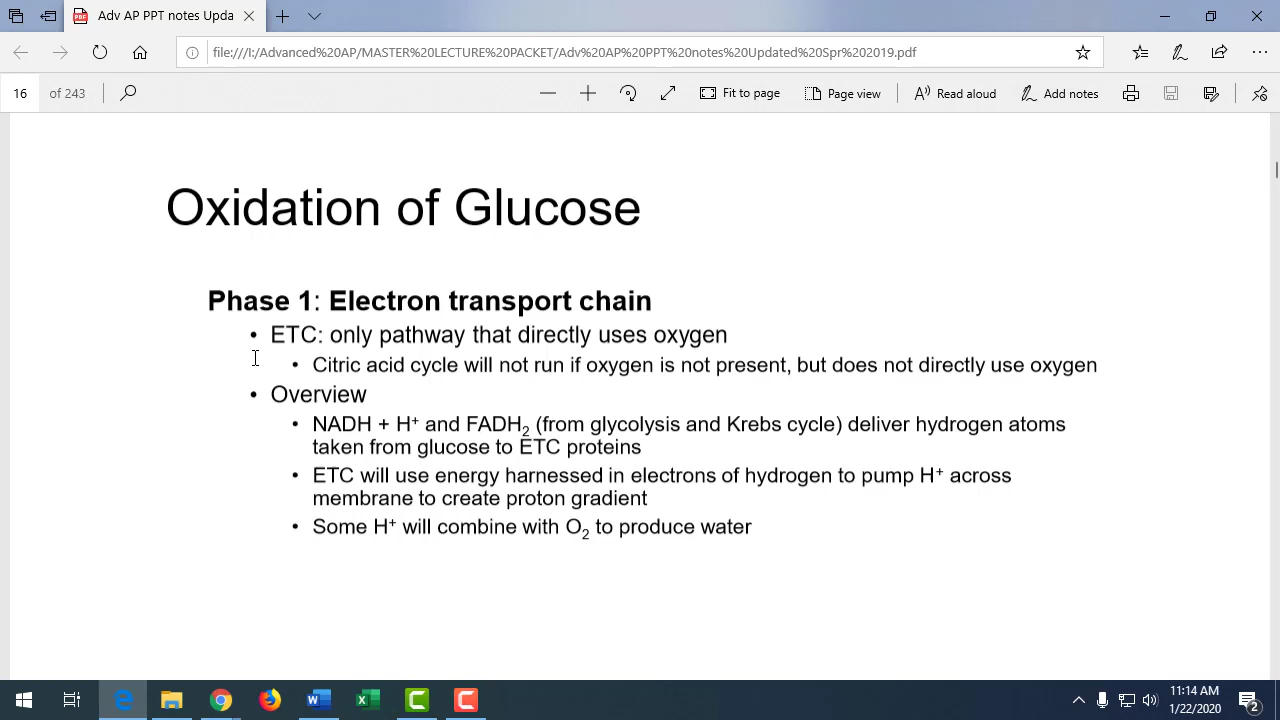 Adv AP PPT notes U
file:///I:/Advanced%20AP/MASTER%20LECTURE%20PACKET/Adv%20AP%20PPT%20notes%20Updated%20Spr%202019.pdf
16 of 243 Fit to page Page view Read aloud Add notes
Oxidation of Glucose
Phase 1: Electron transport chain
• ETC: only pathway that directly uses oxygen
• Citric acid cycle will not run if oxygen is not present, but does not directly use oxygen
• Overview
• NADH + H⁺ and FADH₂ (from glycolysis and Krebs cycle) deliver hydrogen atoms
taken from glucose to ETC proteins
• ETC will use energy harnessed in electrons of hydrogen to pump H⁺ across
membrane to create proton gradient
• Some H⁺ will combine with O₂ to produce water
11:14 AM
1/22/2020
2